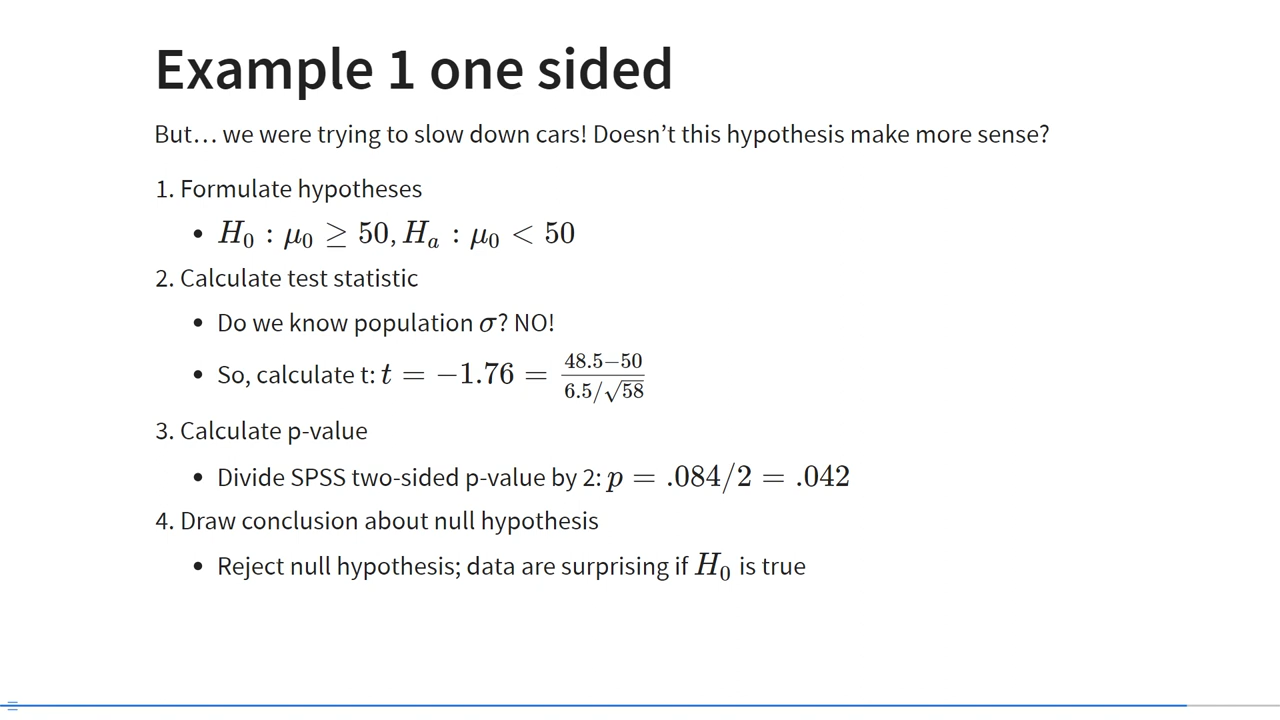 Example 1 one sided
But… we were trying to slow down cars! Doesn’t this hypothesis make more sense?
1. Formulate hypotheses
• H₀ : μ₀ ≥ 50, Hₐ : μ₀ < 50
2. Calculate test statistic
• Do we know population σ? NO!
• So, calculate t: t = −1.76 = (48.5−50)/(6.5/√58)
3. Calculate p-value
• Divide SPSS two-sided p-value by 2: p = .084/2 = .042
4. Draw conclusion about null hypothesis
• Reject null hypothesis; data are surprising if H₀ is true